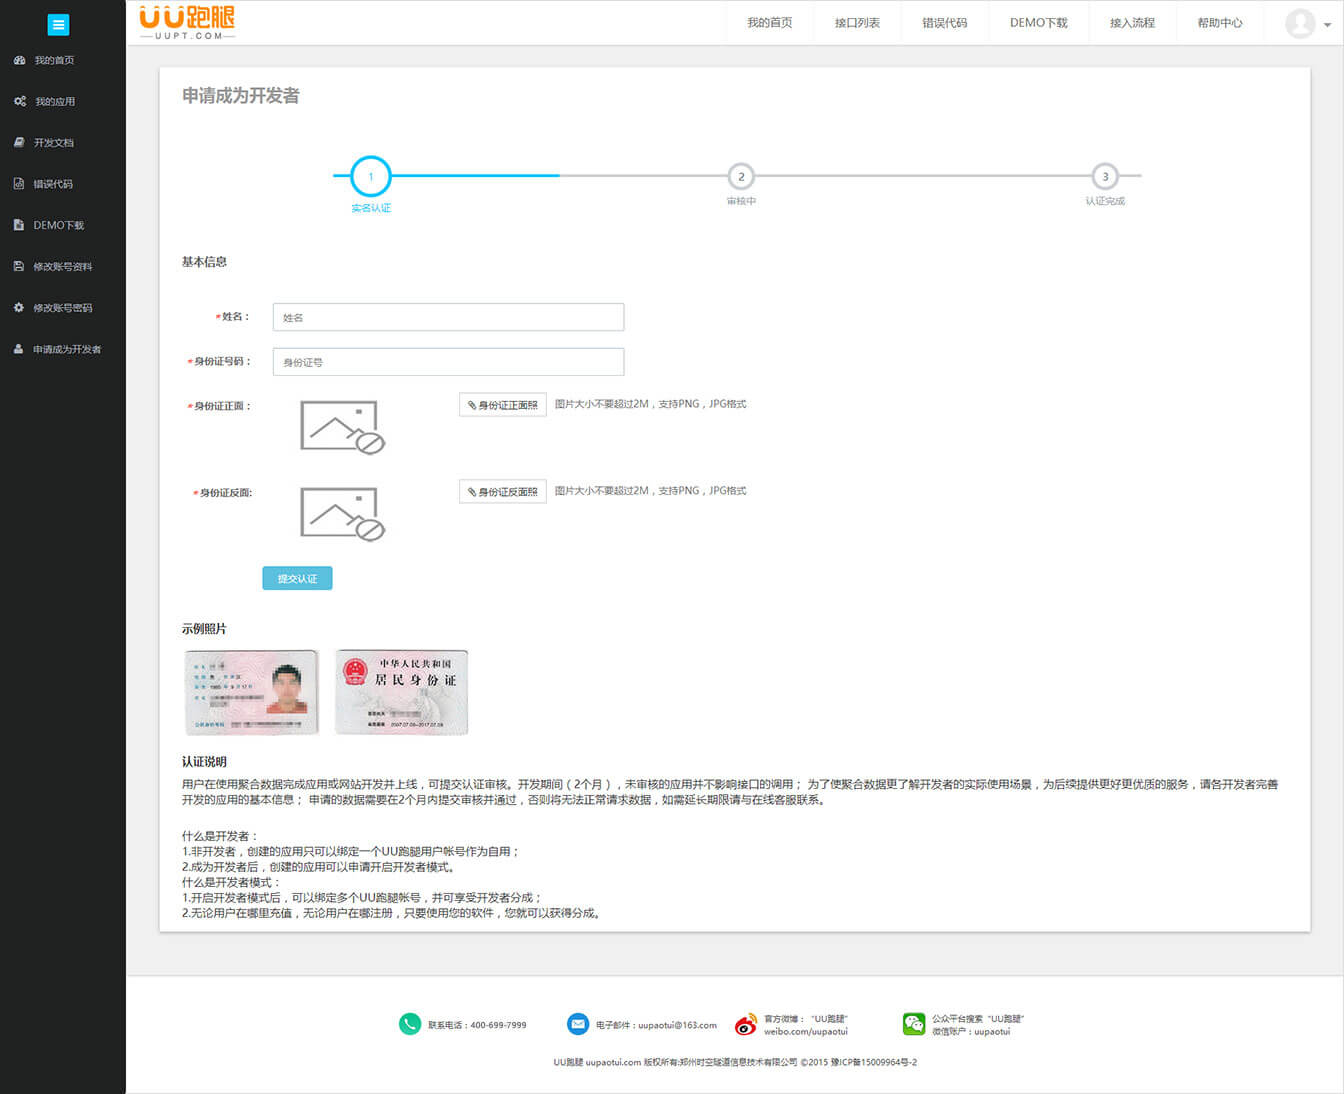 UU跑腿
UUPT.COM
我的首页
接口列表
错误代码
DEMO下载
接入流程
帮助中心
我的首页
我的应用
开发文档
错误代码
DEMO下载
修改账号资料
修改账号密码
申请成为开发者
申请成为开发者
1
2
3
实名认证
审核中
认证完成
基本信息
*姓名：
姓名
*身份证号码：
身份证号
*身份证正面：
身份证正面照
图片大小不要超过2M，支持PNG，JPG格式
*身份证反面:
身份证反面照
图片大小不要超过2M，支持PNG，JPG格式
提交认证
示例照片
中华人民共和国
居民身份证
2007.07.09-2017.07.09
认证说明
用户在使用聚合数据完成应用或网站开发并上线，可提交认证审核。开发期间（2个月），未审核的应用并不影响接口的调用； 为了使聚合数据更了解开发者的实际使用场景，为后续提供更好更优质的服务，请各开发者完善
开发的应用的基本信息； 申请的数据需要在2个月内提交审核并通过，否则将无法正常请求数据，如需延长期限请与在线客服联系。
什么是开发者：
1.非开发者，创建的应用只可以绑定一个UU跑腿用户帐号作为自用；
2.成为开发者后，创建的应用可以申请开启开发者模式。
什么是开发者模式：
1.开启开发者模式后，可以绑定多个UU跑腿帐号，并可享受开发者分成；
2.无论用户在哪里充值，无论用户在哪注册，只要使用您的软件，您就可以获得分成。
联系电话：400-699-7999
电子邮件：uupaotui@163.com
官方微博：“UU跑腿”
weibo.com/uupaotui
公众平台搜索“UU跑腿”
微信账户：uupaotui
UU跑腿 uupaotui.com 版权所有:郑州时空隧道信息技术有限公司 ©2015 豫ICP备15009964号-2